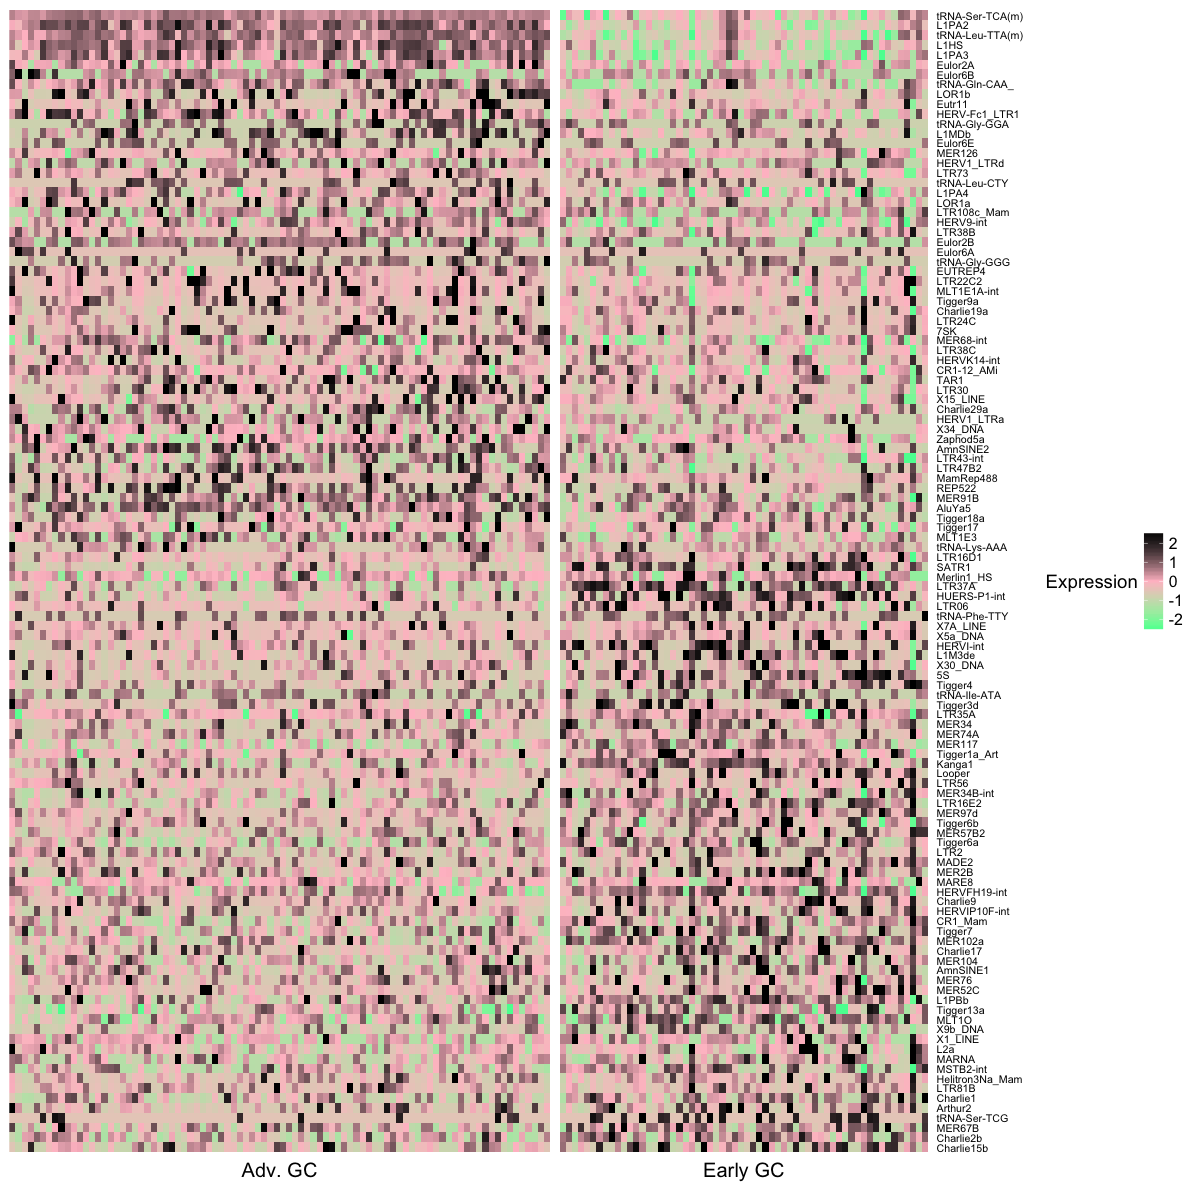 tRNA-Ser-TCA(m)
L1PA2
tRNA-Leu-TTA(m)
L1HS
L1PA3
Eulor2A
Eulor6B
tRNA-Gln-CAA_
LOR1b
Eutr11
HERV-Fc1_LTR1
tRNA-Gly-GGA
L1MDb
Eulor6E
MER126
HERV1_LTRd
LTR73
tRNA-Leu-CTY
L1PA4
LOR1a
LTR108c_Mam
HERV9-int
LTR38B
Eulor2B
Eulor6A
tRNA-Gly-GGG
EUTREP4
LTR22C2
MLT1E1A-int
Tigger9a
Charlie19a
LTR24C
7SK
MER68-int
LTR38C
HERVK14-int
CR1-12_AMi
TAR1
LTR30
X15_LINE
Charlie29a
HERV1_LTRa
X34_DNA
Zaphod5a
AmnSINE2
LTR43-int
LTR47B2
MamRep488
REP522
MER91B
AluYa5
Tigger18a
Tigger17
MLT1E3
tRNA-Lys-AAA
LTR16D1
SATR1
Merlin1_HS
LTR37A
HUERS-P1-int
LTR06
tRNA-Phe-TTY
X7A_LINE
X5a_DNA
HERVI-int
L1M3de
X30_DNA
5S
Tigger4
tRNA-Ile-ATA
Tigger3d
LTR35A
MER34
MER74A
MER117
Tigger1a_Art
Kanga1
Looper
LTR56
MER34B-int
LTR16E2
MER97d
Tigger6b
MER57B2
Tigger6a
LTR2
MADE2
MER2B
MARE8
HERVFH19-int
Charlie9
HERVIP10F-int
CR1_Mam
Tigger7
MER102a
Charlie17
MER104
AmnSINE1
MER76
MER52C
L1PBb
Tigger13a
MLT1O
X9b_DNA
X1_LINE
L2a
MARNA
MSTB2-int
Helitron3Na_Mam
LTR81B
Charlie1
Arthur2
tRNA-Ser-TCG
MER67B
Charlie2b
Charlie15b
Expression
2
1
0
-1
-2
Adv. GC
Early GC